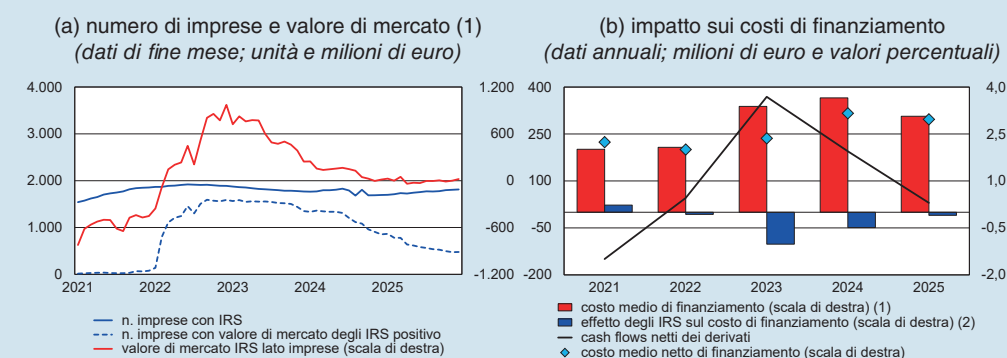 (a) numero di imprese e valore di mercato (1)
(dati di fine mese; unità e milioni di euro)
4.000
3.000
2.000
1.000
0
1.200
600
0
-600
-1.200
2021 2022 2023 2024 2025
n. imprese con IRS
n. imprese con valore di mercato degli IRS positivo
valore di mercato IRS lato imprese (scala di destra)
(b) impatto sui costi di finanziamento
(dati annuali; milioni di euro e valori percentuali)
400
250
100
-50
-200
4,0
2,5
1,0
-0,5
-2,0
2021 2022 2023 2024 2025
costo medio di finanziamento (scala di destra) (1)
effetto degli IRS sul costo di finanziamento (scala di destra) (2)
cash flows netti dei derivati
costo medio netto di finanziamento (scala di destra)